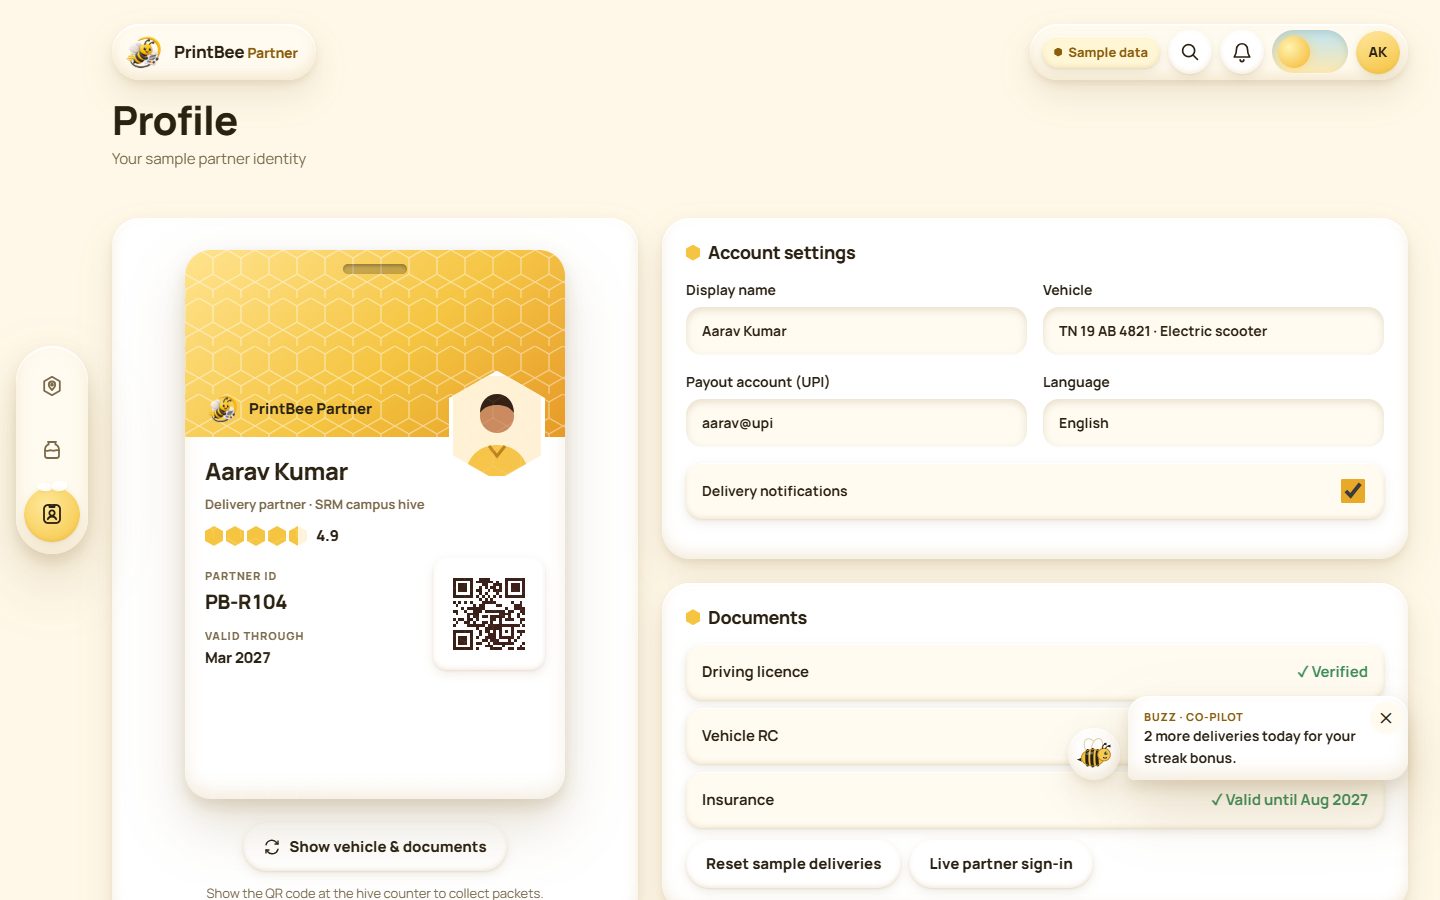 PrintBee Partner
Sample data
AK
Profile
Your sample partner identity
PrintBee Partner
Aarav Kumar
Delivery partner · SRM campus hive
4.9
PARTNER ID
PB-R104
VALID THROUGH
Mar 2027
Show vehicle & documents
Show the QR code at the hive counter to collect packets.
Account settings
Display name
Aarav Kumar
Vehicle
TN 19 AB 4821 · Electric scooter
Payout account (UPI)
aarav@upi
Language
English
Delivery notifications
Documents
Driving licence
✓ Verified
Vehicle RC
BUZZ · CO-PILOT
2 more deliveries today for your
streak bonus.
Insurance
✓ Valid until Aug 2027
Reset sample deliveries
Live partner sign-in